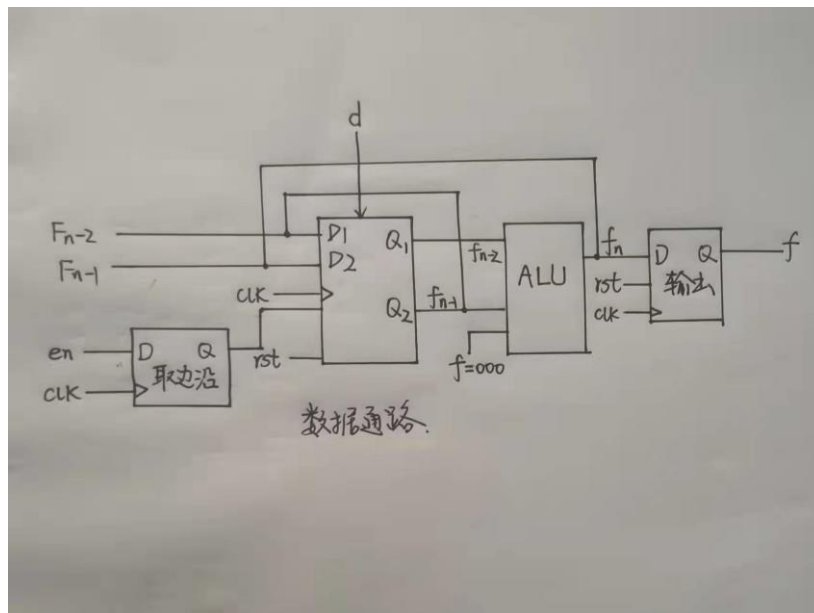 d
Fn-2
Fn-1
D1 Q1
D2
CLK
Q2
fn-2
fn-1
ALU
f=000
fn
D Q
输出
rst
CLK
f
en
D Q
取边沿
CLK
rst
数据通路.